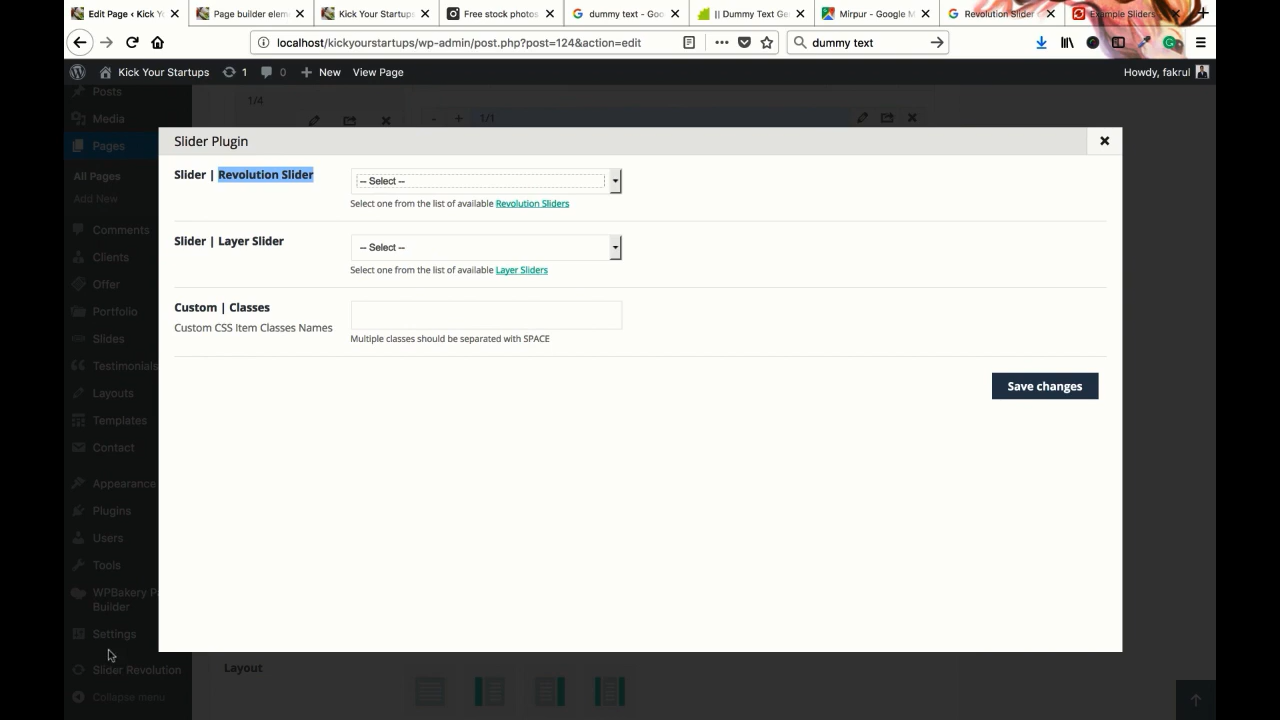 Edit Page ‹ Kick Y
Page builder elem
Kick Your Startups
Free stock photos
dummy text - Goo
|| Dummy Text Ge
Mirpur - Google M
Revolution Slider
Example Sliders
localhost/kickyourstartups/wp-admin/post.php?post=124&action=edit
dummy text
Kick Your Startups
1
0
New
View Page
Howdy, fakrul
Posts
Media
Pages
All Pages
Add New
Comments
Clients
Offer
Portfolio
Slides
Testimonials
Layouts
Templates
Contact
Appearance
Plugins
Users
Tools
WPBakery P
Builder
Settings
Slider Revolution
Collapse menu
1/4
- + 1/1
Slider Plugin
Slider | Revolution Slider
-- Select --
Select one from the list of available Revolution Sliders
Slider | Layer Slider
-- Select --
Select one from the list of available Layer Sliders
Custom | Classes
Custom CSS Item Classes Names
Multiple classes should be separated with SPACE
Save changes
Layout